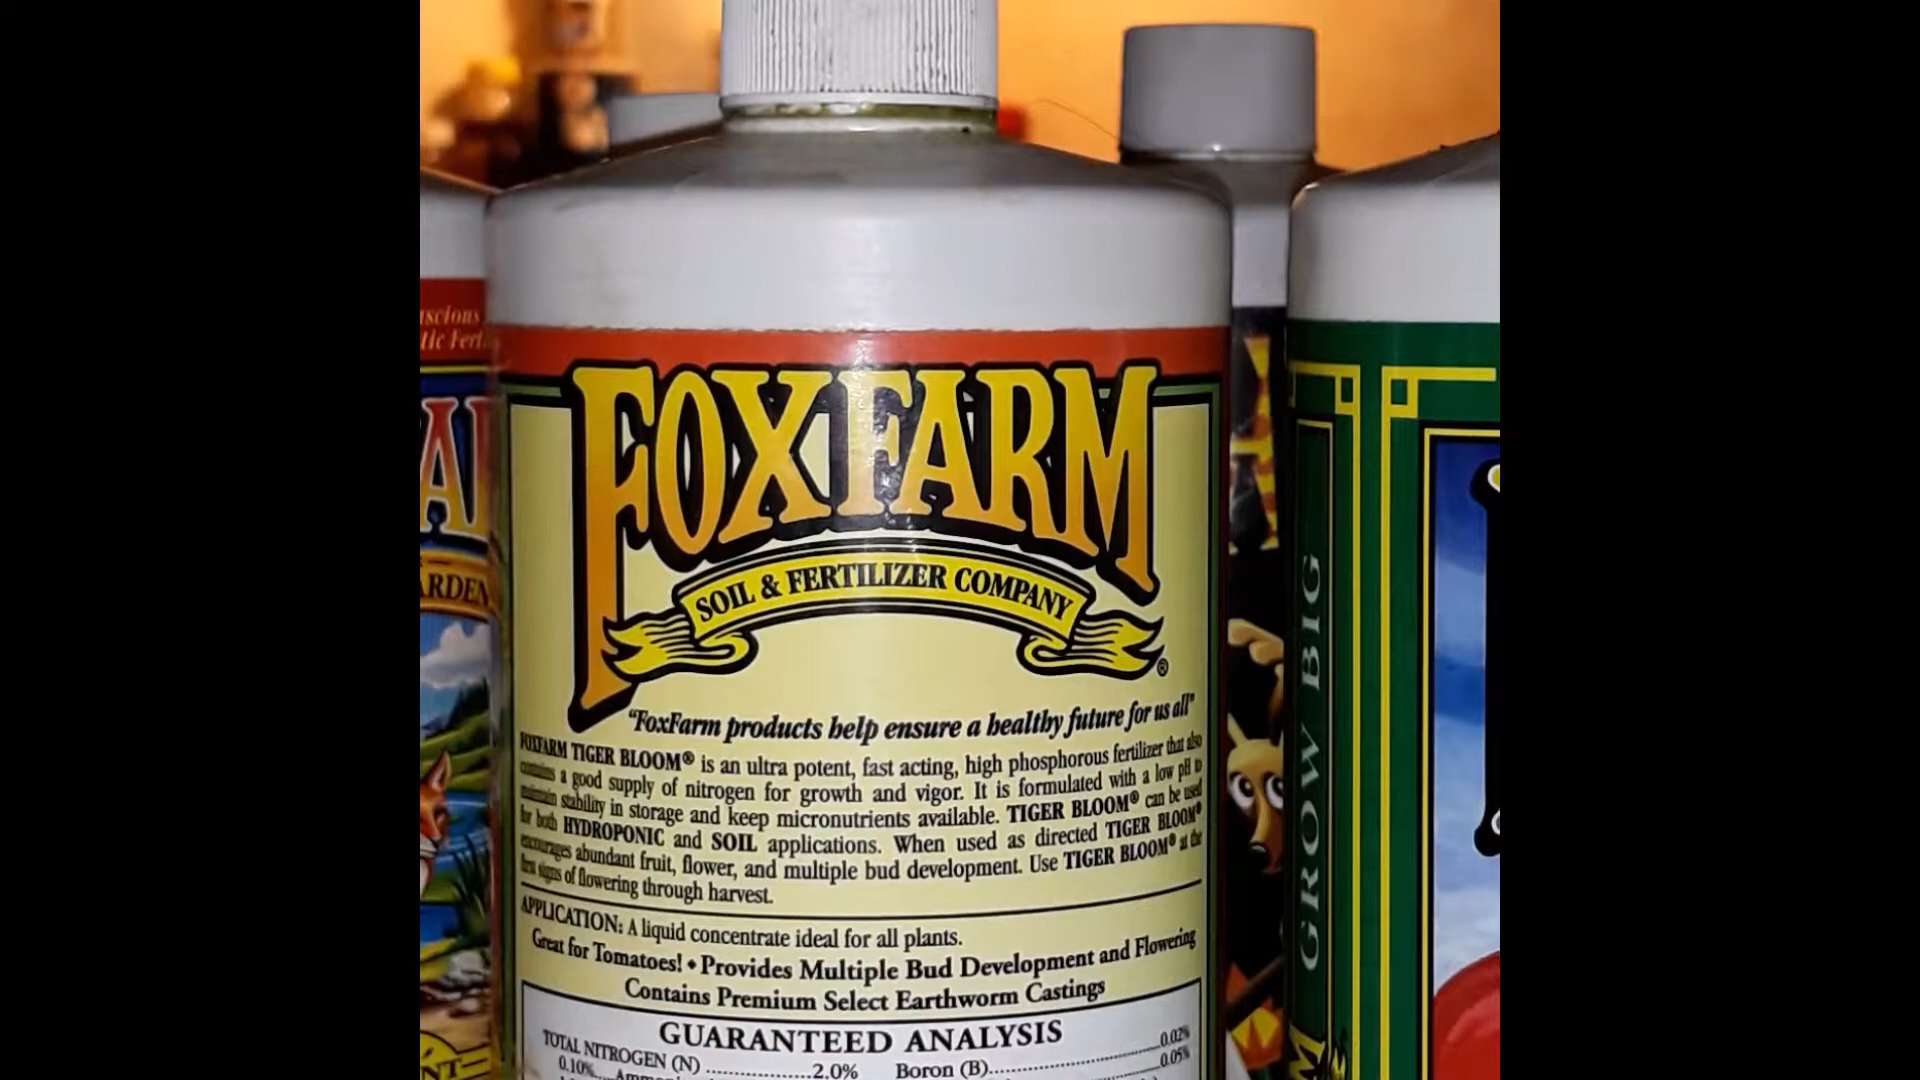 FOXFARM
SOIL & FERTILIZER COMPANY
®
"FoxFarm products help ensure a healthy future for us all"
FOXFARM TIGER BLOOM® is an ultra potent, fast acting, high phosphorous fertilizer that also
contains a good supply of nitrogen for growth and vigor. It is formulated with a low pH to
maintain stability in storage and keep micronutrients available. TIGER BLOOM® can be used
for both HYDROPONIC and SOIL applications. When used as directed TIGER BLOOM®
encourages abundant fruit, flower, and multiple bud development. Use TIGER BLOOM® at the
first signs of flowering through harvest.
APPLICATION: A liquid concentrate ideal for all plants.
Great for Tomatoes! • Provides Multiple Bud Development and Flowering
Contains Premium Select Earthworm Castings
GUARANTEED ANALYSIS
TOTAL NITROGEN (N) ................2.0%
0.10%....
Boron (B)........................0.02%
0.05%
GROW BIG